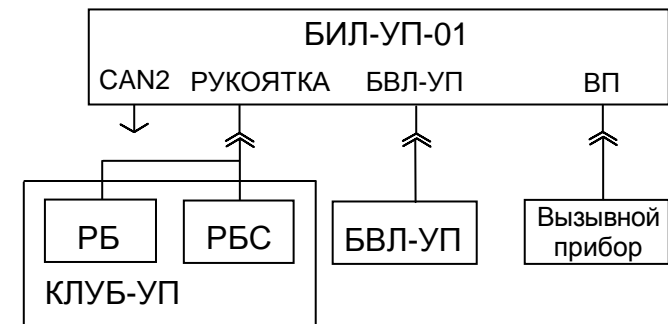 БИЛ-УП-01
CAN2 РУКОЯТКА БВЛ-УП ВП
РБ РБС БВЛ-УП Вызывной
прибор
КЛУБ-УП